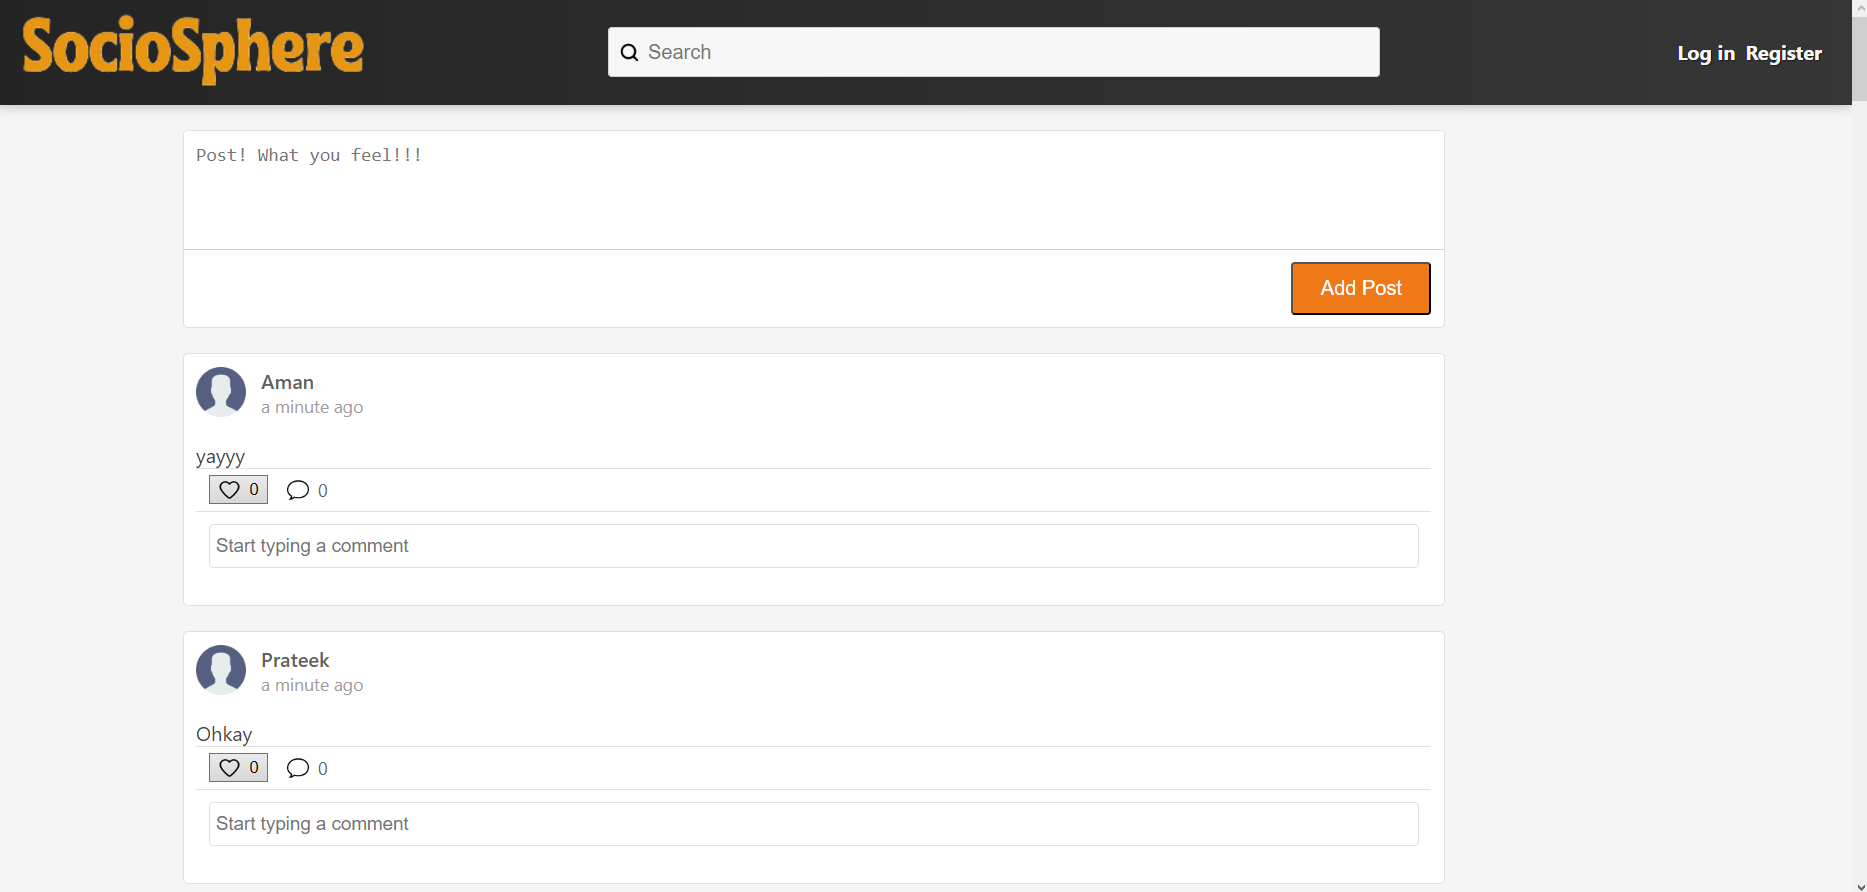 SocioSphere
Search
Log in Register
Post! What you feel!!!
Add Post
Aman
a minute ago
yayyy
0 0
Start typing a comment
Prateek
a minute ago
Ohkay
0 0
Start typing a comment